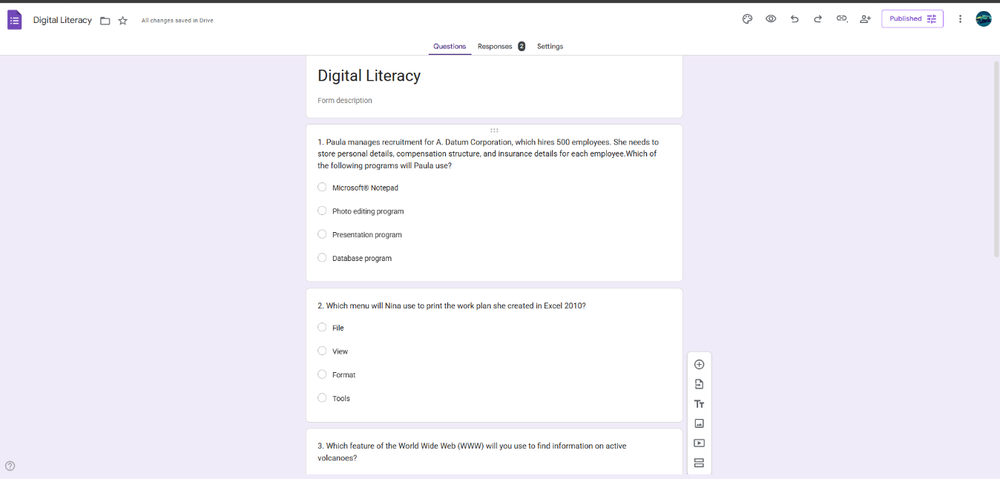 Digital Literacy
All changes saved in Drive
Published
Questions
Responses 2
Settings
Digital Literacy
Form description
1. Paula manages recruitment for A. Datum Corporation, which hires 500 employees. She needs to
store personal details, compensation structure, and insurance details for each employee.Which of
the following programs will Paula use?
Microsoft® Notepad
Photo editing program
Presentation program
Database program
2. Which menu will Nina use to print the work plan she created in Excel 2010?
File
View
Format
Tools
3. Which feature of the World Wide Web (WWW) will you use to find information on active
volcanoes?